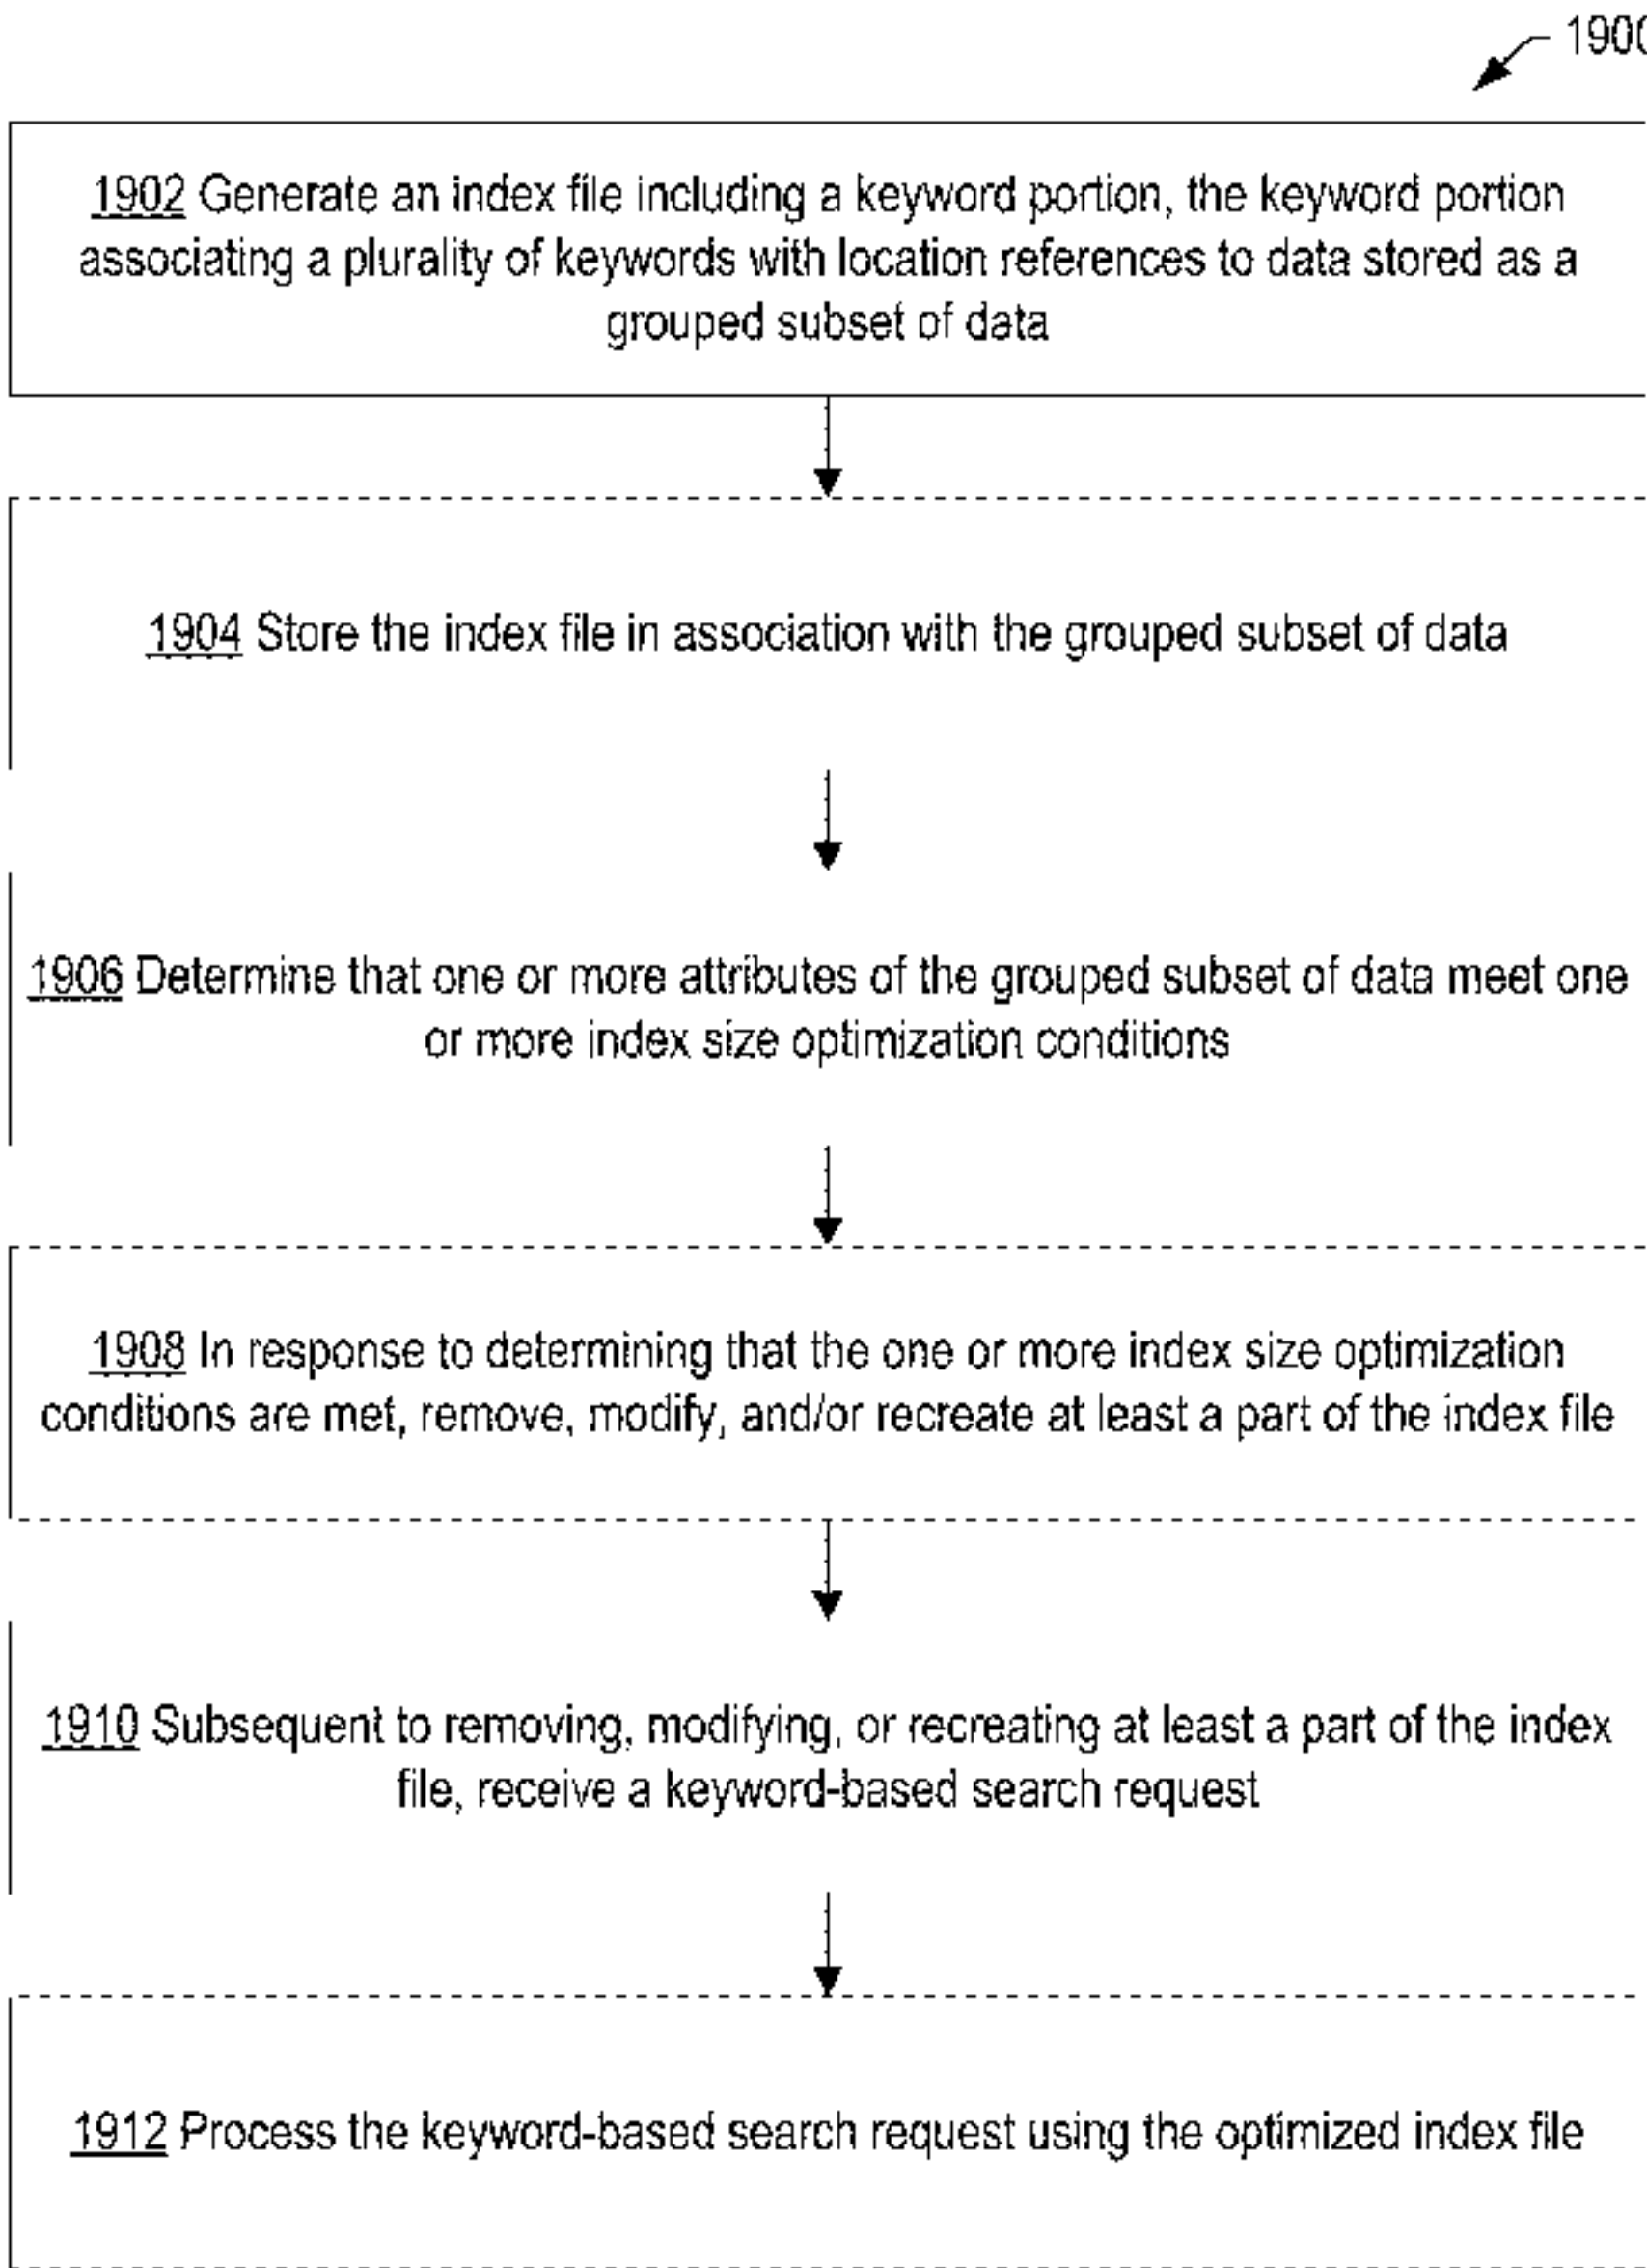 1900
1902 Generate an index file including a keyword portion, the keyword portion
associating a plurality of keywords with location references to data stored as a
grouped subset of data
1904 Store the index file in association with the grouped subset of data
1906 Determine that one or more attributes of the grouped subset of data meet one
or more index size optimization conditions
1908 In response to determining that the one or more index size optimization
conditions are met, remove, modify, and/or recreate at least a part of the index file
1910 Subsequent to removing, modifying, or recreating at least a part of the index
file, receive a keyword-based search request
1912 Process the keyword-based search request using the optimized index file